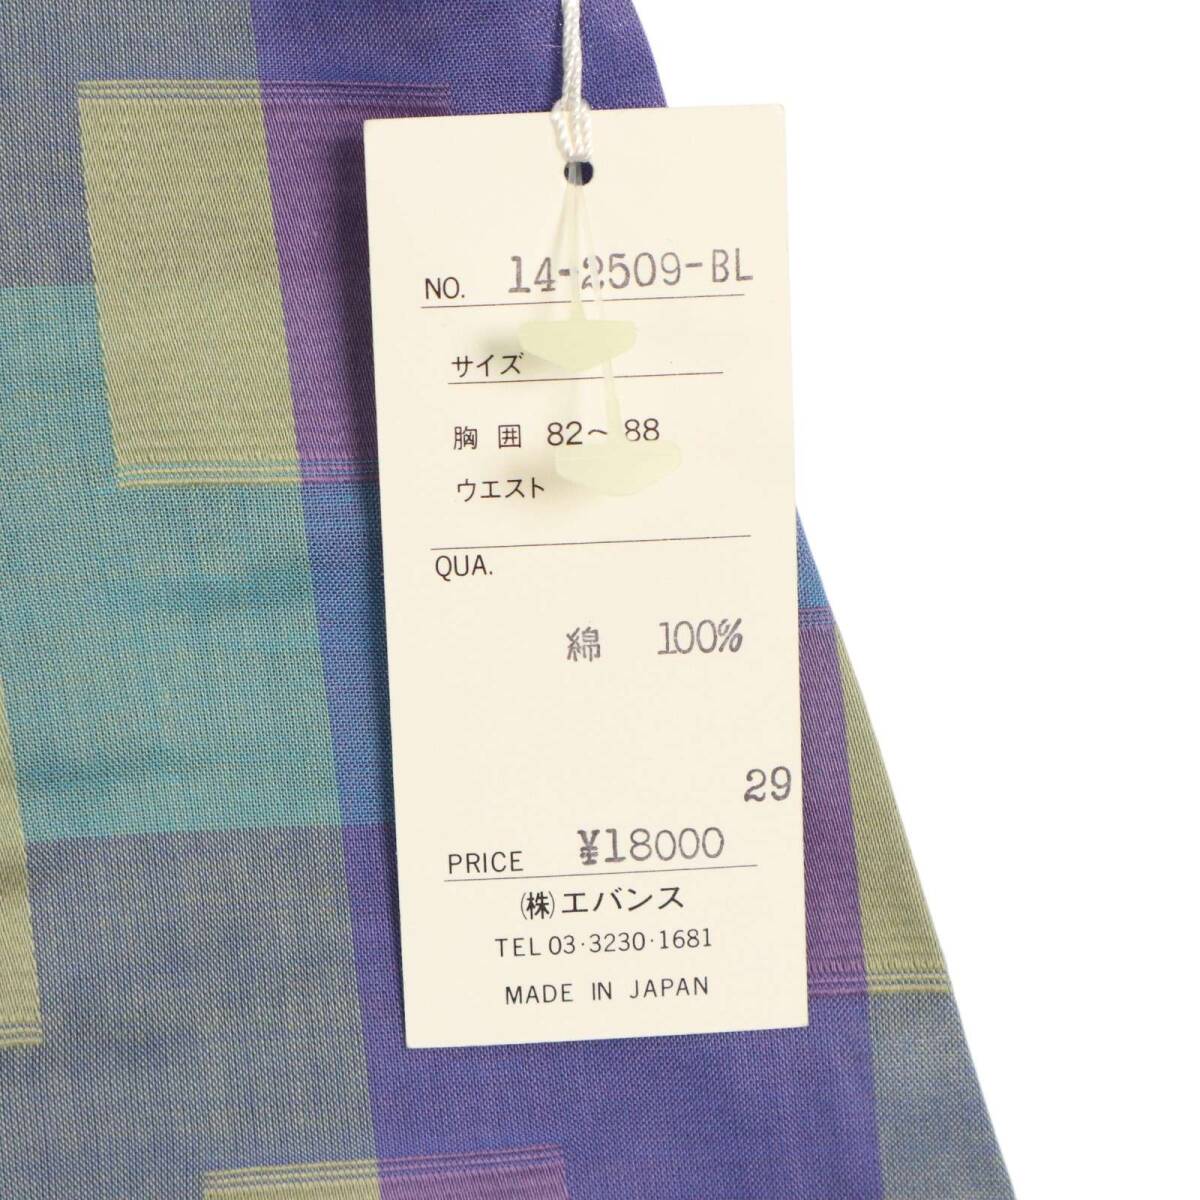 NO. 14-2509-BL
サイズ
胸囲 82〜88
ウエスト
QUA.
綿 100%
29
PRICE ¥18000
(株)エバンス
TEL 03·3230·1681
MADE IN JAPAN